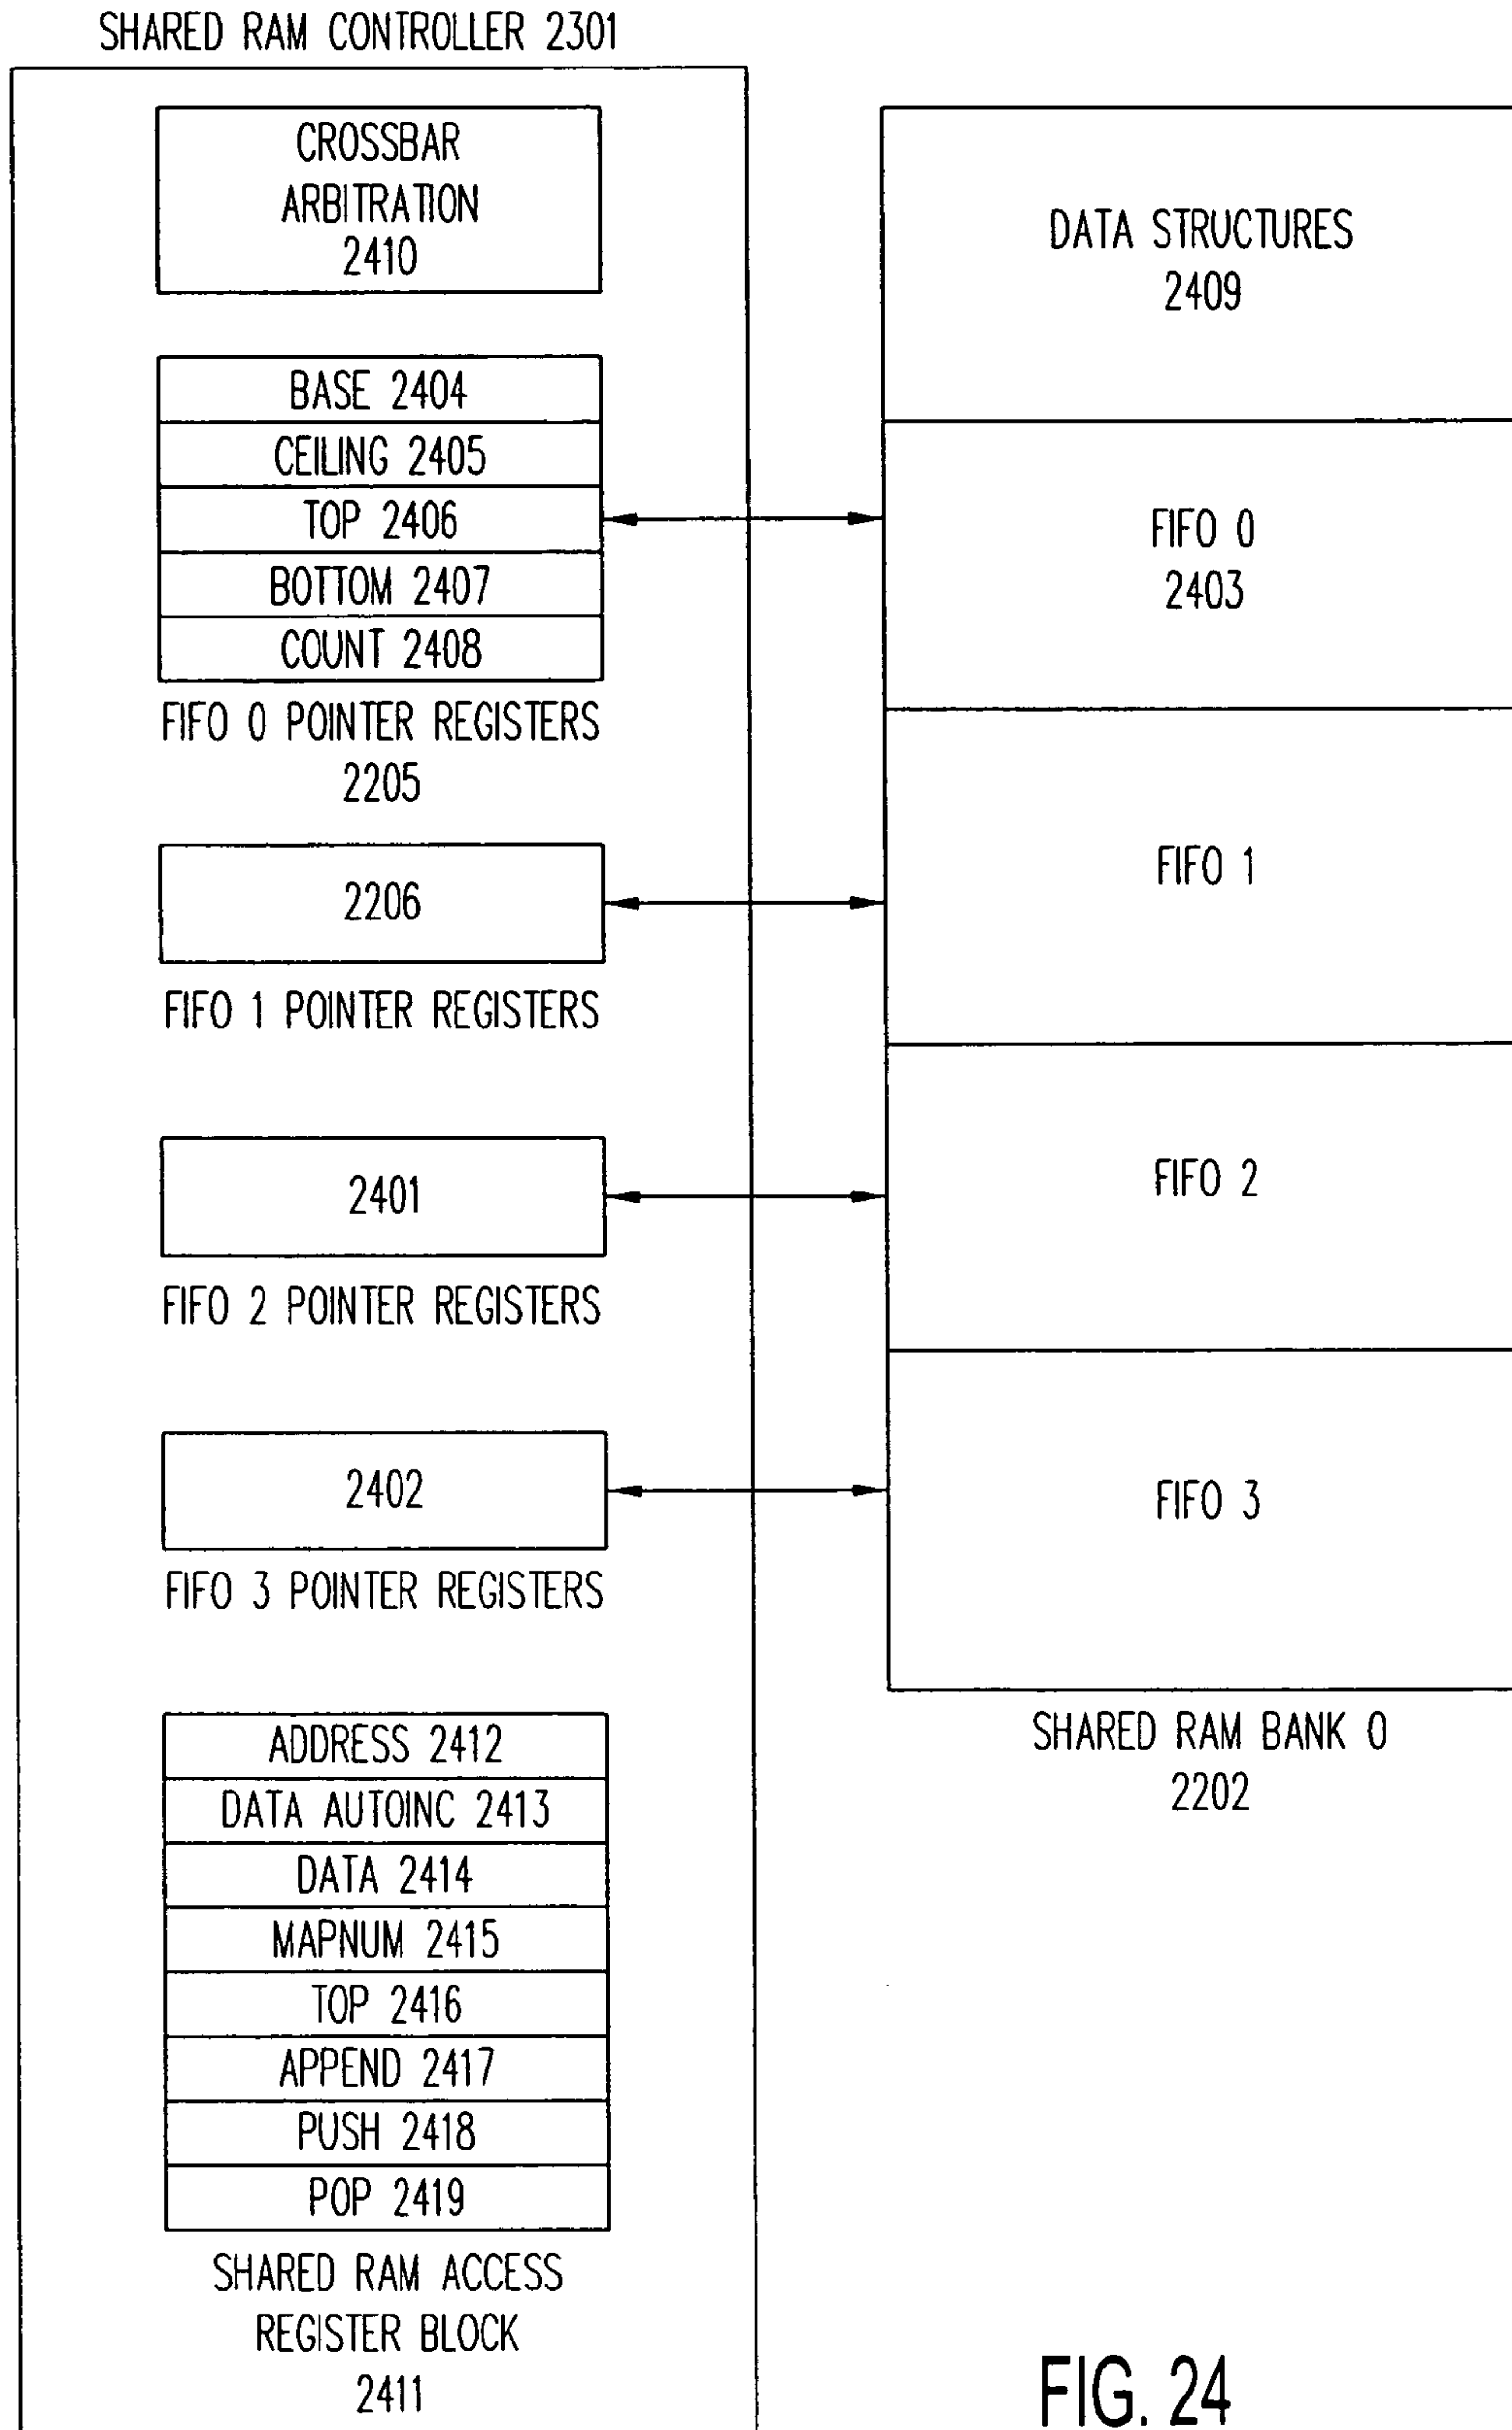 SHARED RAM CONTROLLER 2301
CROSSBAR
ARBITRATION
2410
BASE 2404
CEILING 2405
TOP 2406
BOTTOM 2407
COUNT 2408
FIFO 0 POINTER REGISTERS
2205
2206
FIFO 1 POINTER REGISTERS
2401
FIFO 2 POINTER REGISTERS
2402
FIFO 3 POINTER REGISTERS
ADDRESS 2412
DATA AUTOINC 2413
DATA 2414
MAPNUM 2415
TOP 2416
APPEND 2417
PUSH 2418
POP 2419
SHARED RAM ACCESS
REGISTER BLOCK
2411
DATA STRUCTURES
2409
FIFO 0
2403
FIFO 1
FIFO 2
FIFO 3
SHARED RAM BANK 0
2202
FIG. 24